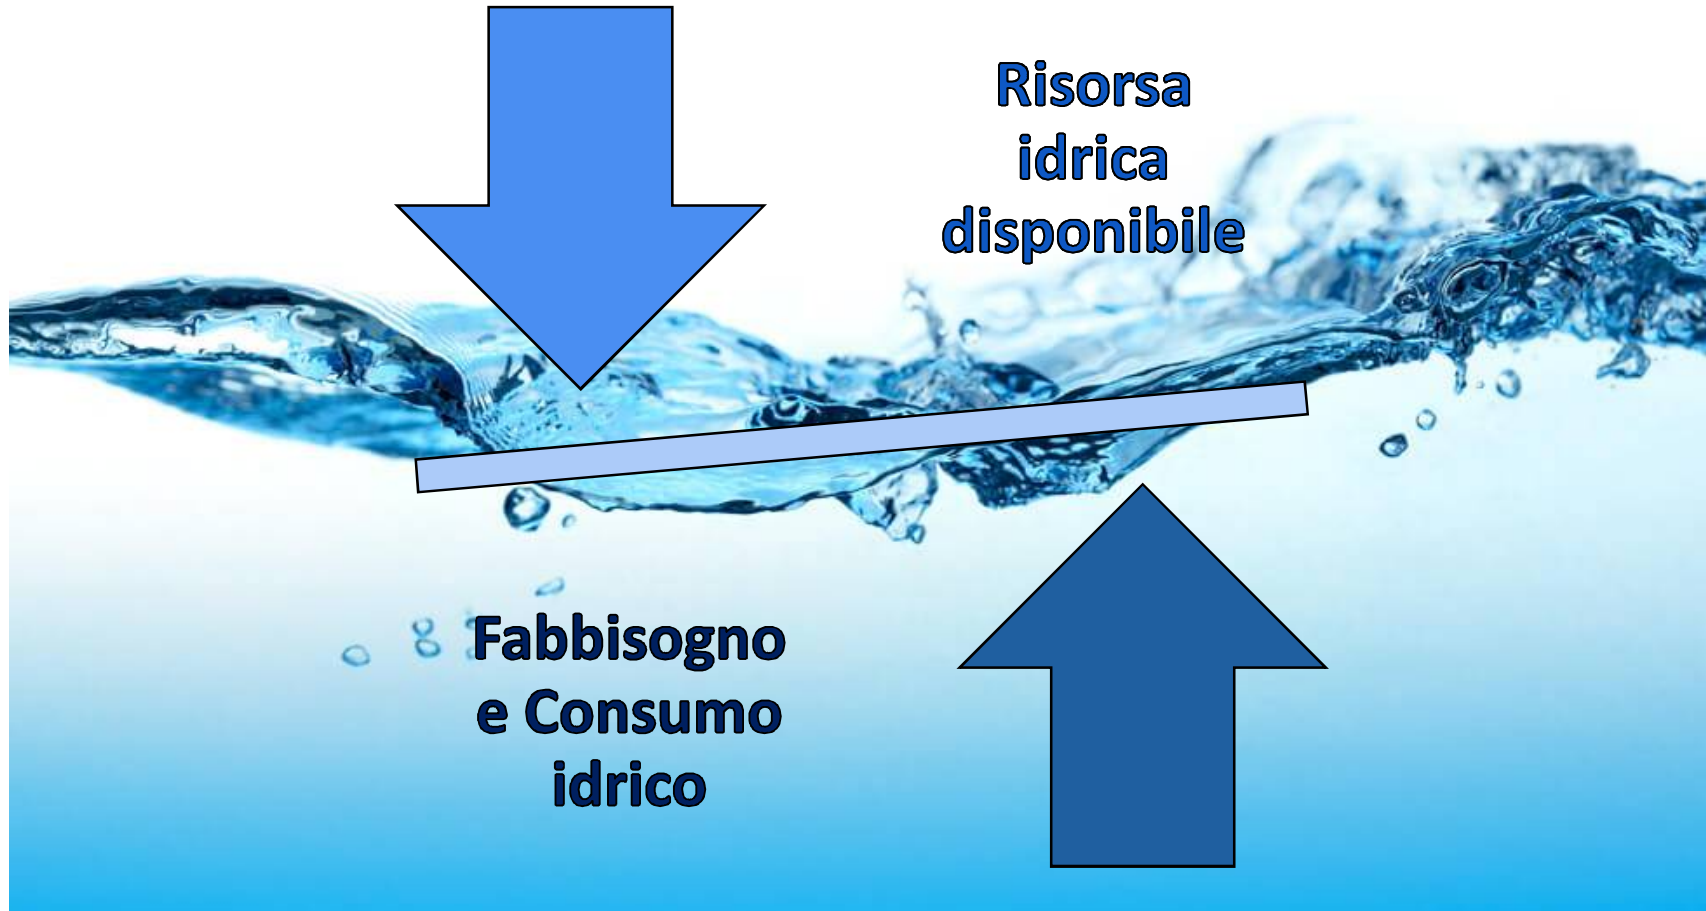 Risorsa
idrica
disponibile
Fabbisogno
e Consumo
idrico